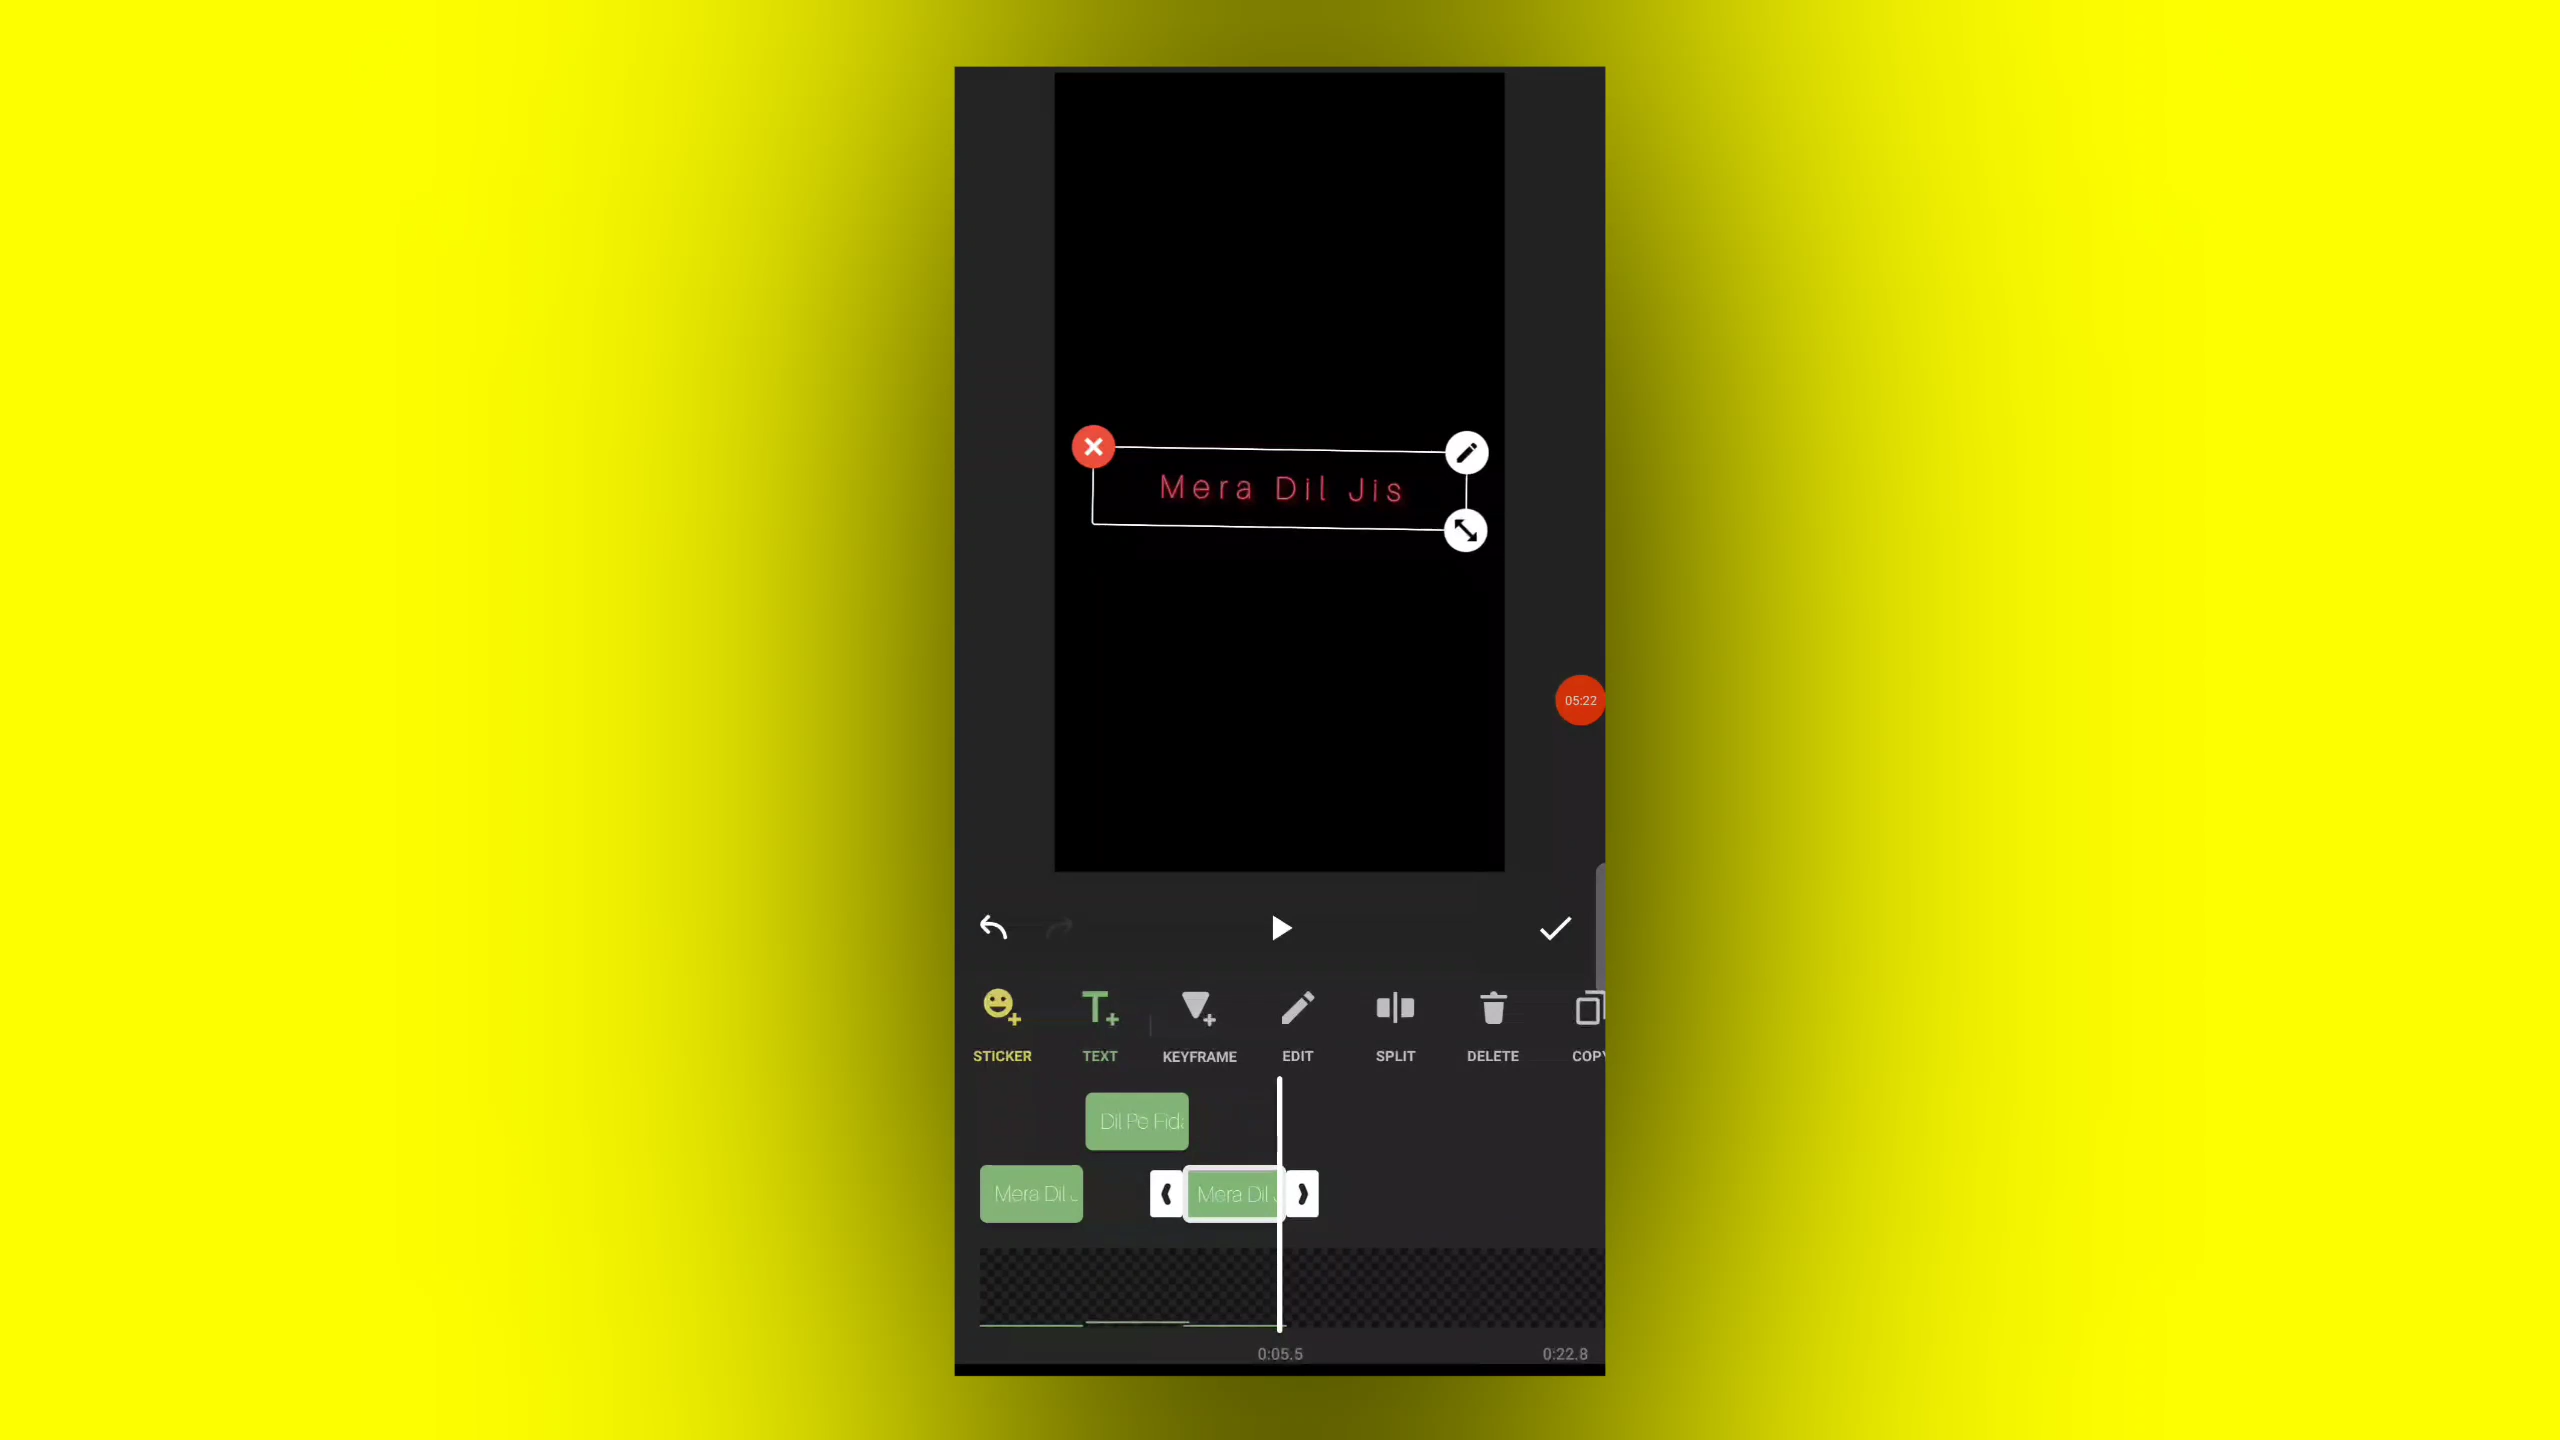 Mera Dil Jis
05:22
STICKER TEXT KEYFRAME EDIT SPLIT DELETE COPY
Dil Pe Fida
Mera Dil J Mera Dil J
0:05.5 0:22.8